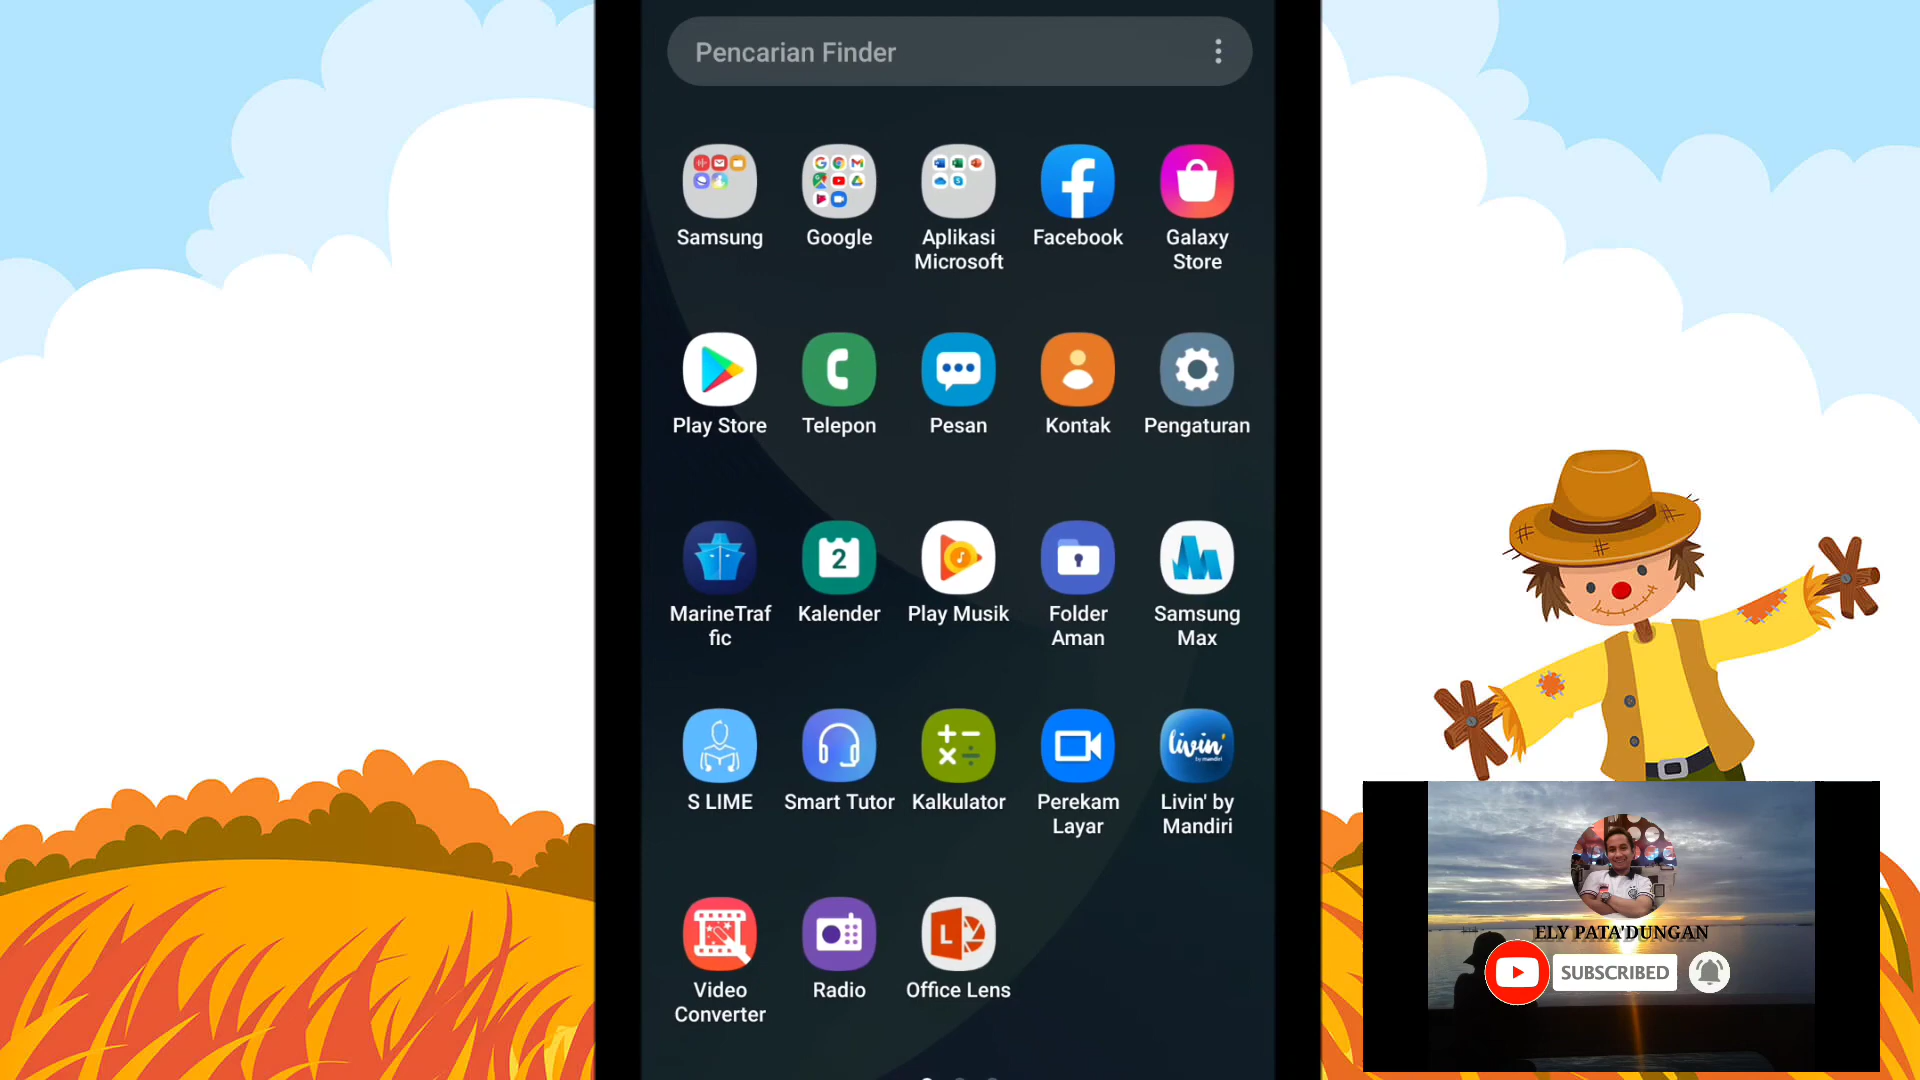 Pencarian Finder
Samsung
Google
Aplikasi
Microsoft
Facebook
Galaxy
Store
Play Store
Telepon
Pesan
Kontak
Pengaturan
2
MarineTraf
fic
Kalender
Play Musik
Folder
Aman
Samsung
Max
livin'
by mandiri
S LIME
Smart Tutor
Kalkulator
Perekam
Layar
Livin' by
Mandiri
L
Video
Converter
Radio
Office Lens
ELY PATA'DUNGAN
SUBSCRIBED